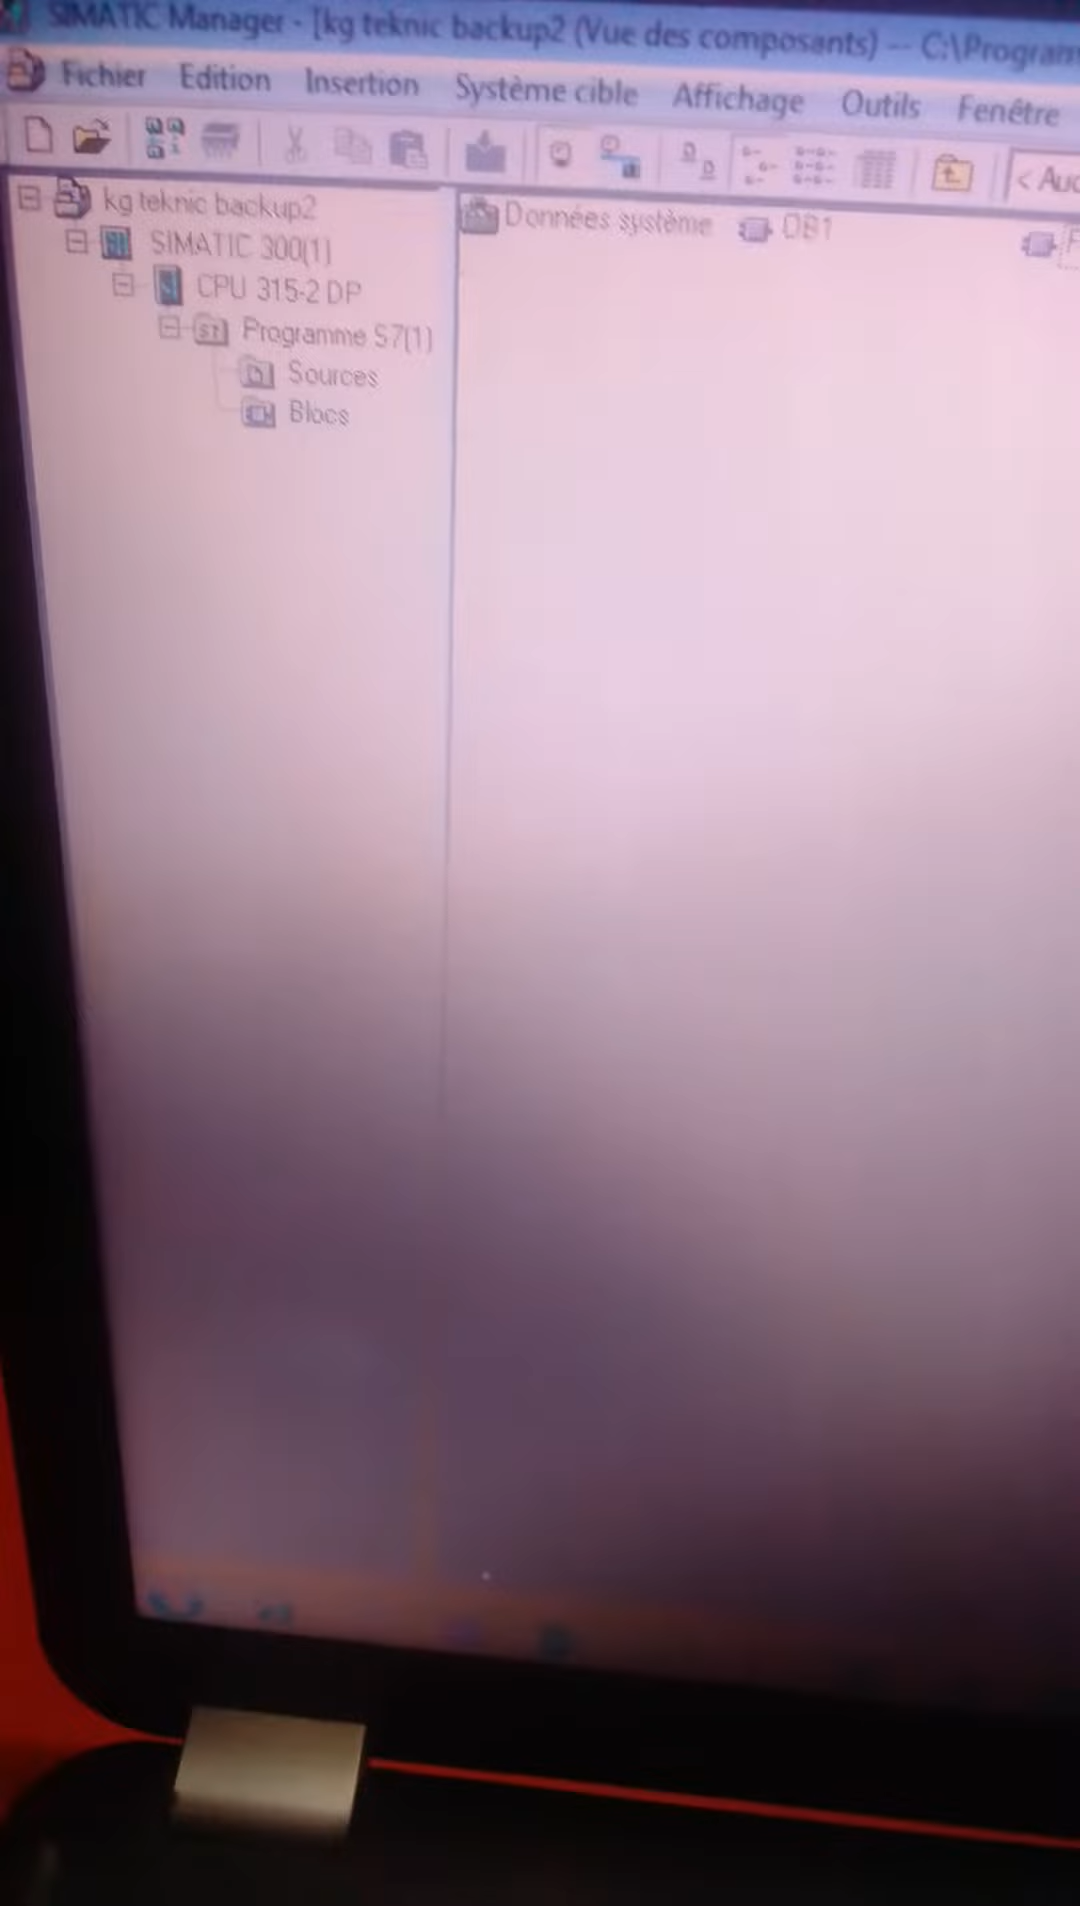 SIMATIC Manager - [kg teknic backup2 (Vue des composants) -- C:\Program
Fichier Edition Insertion Système cible Affichage Outils Fenêtre
< Auc
kg teknic backup2
Données système OB1 F
SIMATIC 300(1)
CPU 315-2 DP
Programme S7(1)
Sources
Blocs